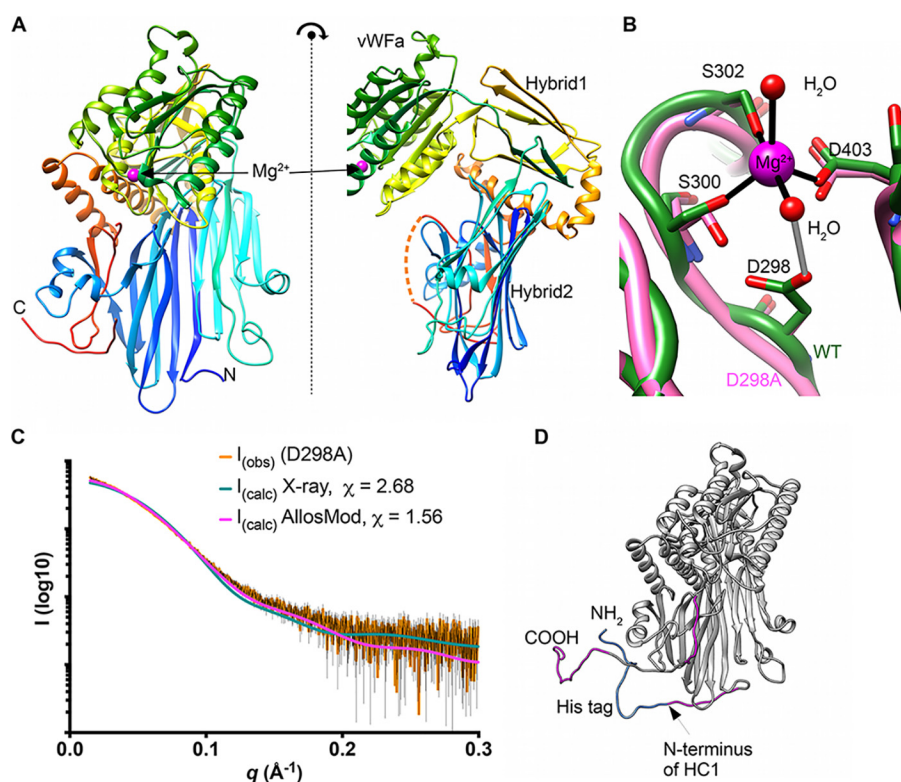 A
vWFa
Hybrid1
Mg²⁺
Hybrid2
C
N
B
S302
H₂O
Mg²⁺
D403
S300
H₂O
D298
WT
D298A
C
I(obs) (D298A)
I(calc) X-ray, χ = 2.68
I(calc) AllosMod, χ = 1.56
I (log10)
0.0
0.1
0.2
0.3
q (Å⁻¹)
D
NH₂
COOH
His tag
N-terminus
of HC1